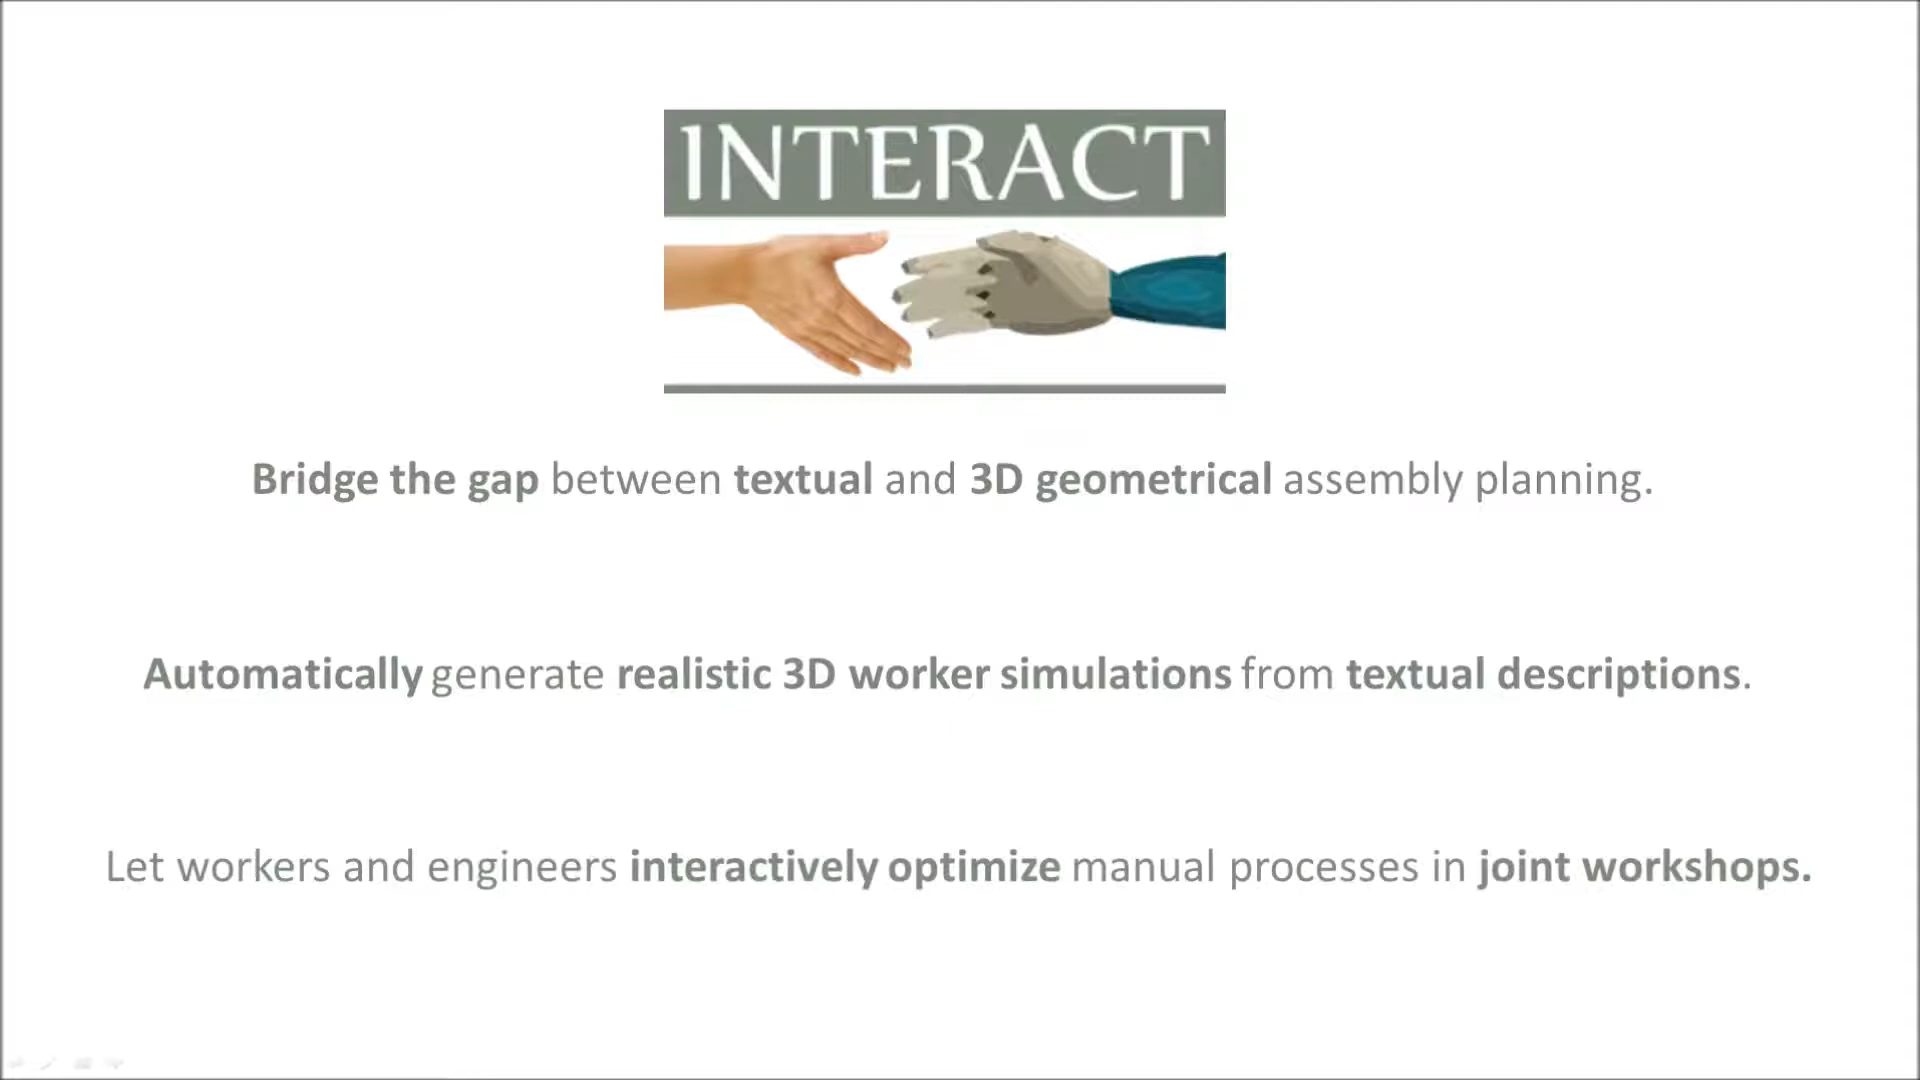 INTERACT
Bridge the gap between textual and 3D geometrical assembly planning.
Automatically generate realistic 3D worker simulations from textual descriptions.
Let workers and engineers interactively optimize manual processes in joint workshops.